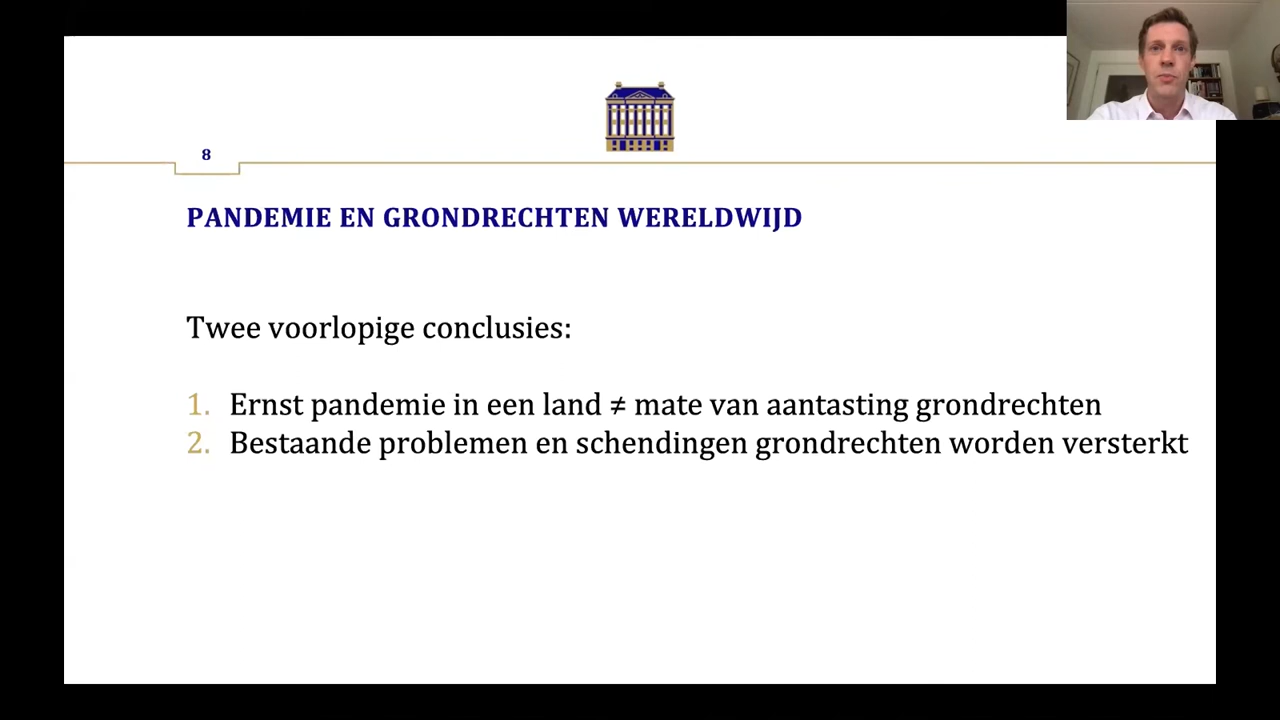 8
PANDEMIE EN GRONDRECHTEN WERELDWIJD
Twee voorlopige conclusies:
1. Ernst pandemie in een land ≠ mate van aantasting grondrechten
2. Bestaande problemen en schendingen grondrechten worden versterkt